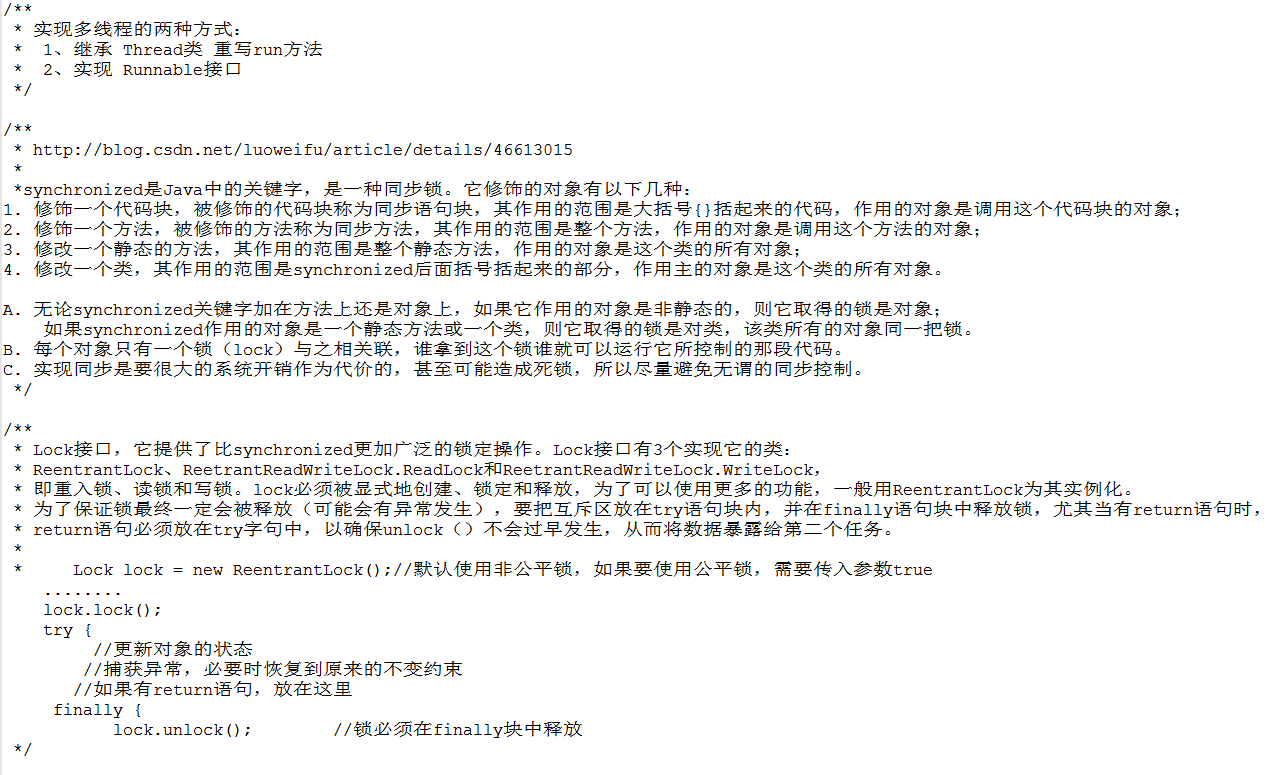 /**
 * 实现多线程的两种方式：
 *  1、继承 Thread类 重写run方法
 *  2、实现 Runnable接口
 */

/**
 * http://blog.csdn.net/luoweifu/article/details/46613015
 *
 *synchronized是Java中的关键字，是一种同步锁。它修饰的对象有以下几种：
1. 修饰一个代码块，被修饰的代码块称为同步语句块，其作用的范围是大括号{}括起来的代码，作用的对象是调用这个代码块的对象；
2. 修饰一个方法，被修饰的方法称为同步方法，其作用的范围是整个方法，作用的对象是调用这个方法的对象；
3. 修改一个静态的方法，其作用的范围是整个静态方法，作用的对象是这个类的所有对象；
4. 修改一个类，其作用的范围是synchronized后面括号括起来的部分，作用主的对象是这个类的所有对象。

A. 无论synchronized关键字加在方法上还是对象上，如果它作用的对象是非静态的，则它取得的锁是对象；
    如果synchronized作用的对象是一个静态方法或一个类，则它取得的锁是对类，该类所有的对象同一把锁。
B. 每个对象只有一个锁（lock）与之相关联，谁拿到这个锁谁就可以运行它所控制的那段代码。
C. 实现同步是要很大的系统开销作为代价的，甚至可能造成死锁，所以尽量避免无谓的同步控制。
 */

/**
 * Lock接口，它提供了比synchronized更加广泛的锁定操作。Lock接口有3个实现它的类：
 * ReentrantLock、ReetrantReadWriteLock.ReadLock和ReetrantReadWriteLock.WriteLock，
 * 即重入锁、读锁和写锁。lock必须被显式地创建、锁定和释放，为了可以使用更多的功能，一般用ReentrantLock为其实例化。
 * 为了保证锁最终一定会被释放（可能会有异常发生），要把互斥区放在try语句块内，并在finally语句块中释放锁，尤其当有return语句时，
 * return语句必须放在try字句中，以确保unlock（）不会过早发生，从而将数据暴露给第二个任务。
 *
 *     Lock lock = new ReentrantLock();//默认使用非公平锁，如果要使用公平锁，需要传入参数true
    ........
    lock.lock();
    try {
         //更新对象的状态
        //捕获异常，必要时恢复到原来的不变约束
       //如果有return语句，放在这里
     finally {
           lock.unlock();        //锁必须在finally块中释放
 */